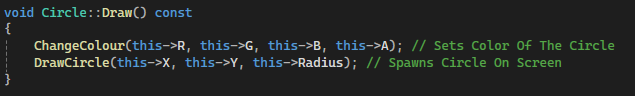 void Circle::Draw() const
{
    ChangeColour(this->R, this->G, this->B, this->A); // Sets Color Of The Circle
    DrawCircle(this->X, this->Y, this->Radius); // Spawns Circle On Screen
}